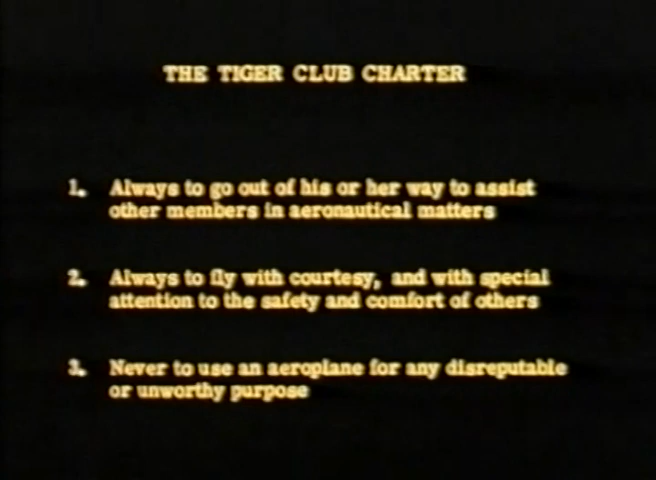 THE TIGER CLUB CHARTER
1. Always to go out of his or her way to assist
other members in aeronautical matters
2. Always to fly with courtesy, and with special
attention to the safety and comfort of others
3. Never to use an aeroplane for any disreputable
or unworthy purpose